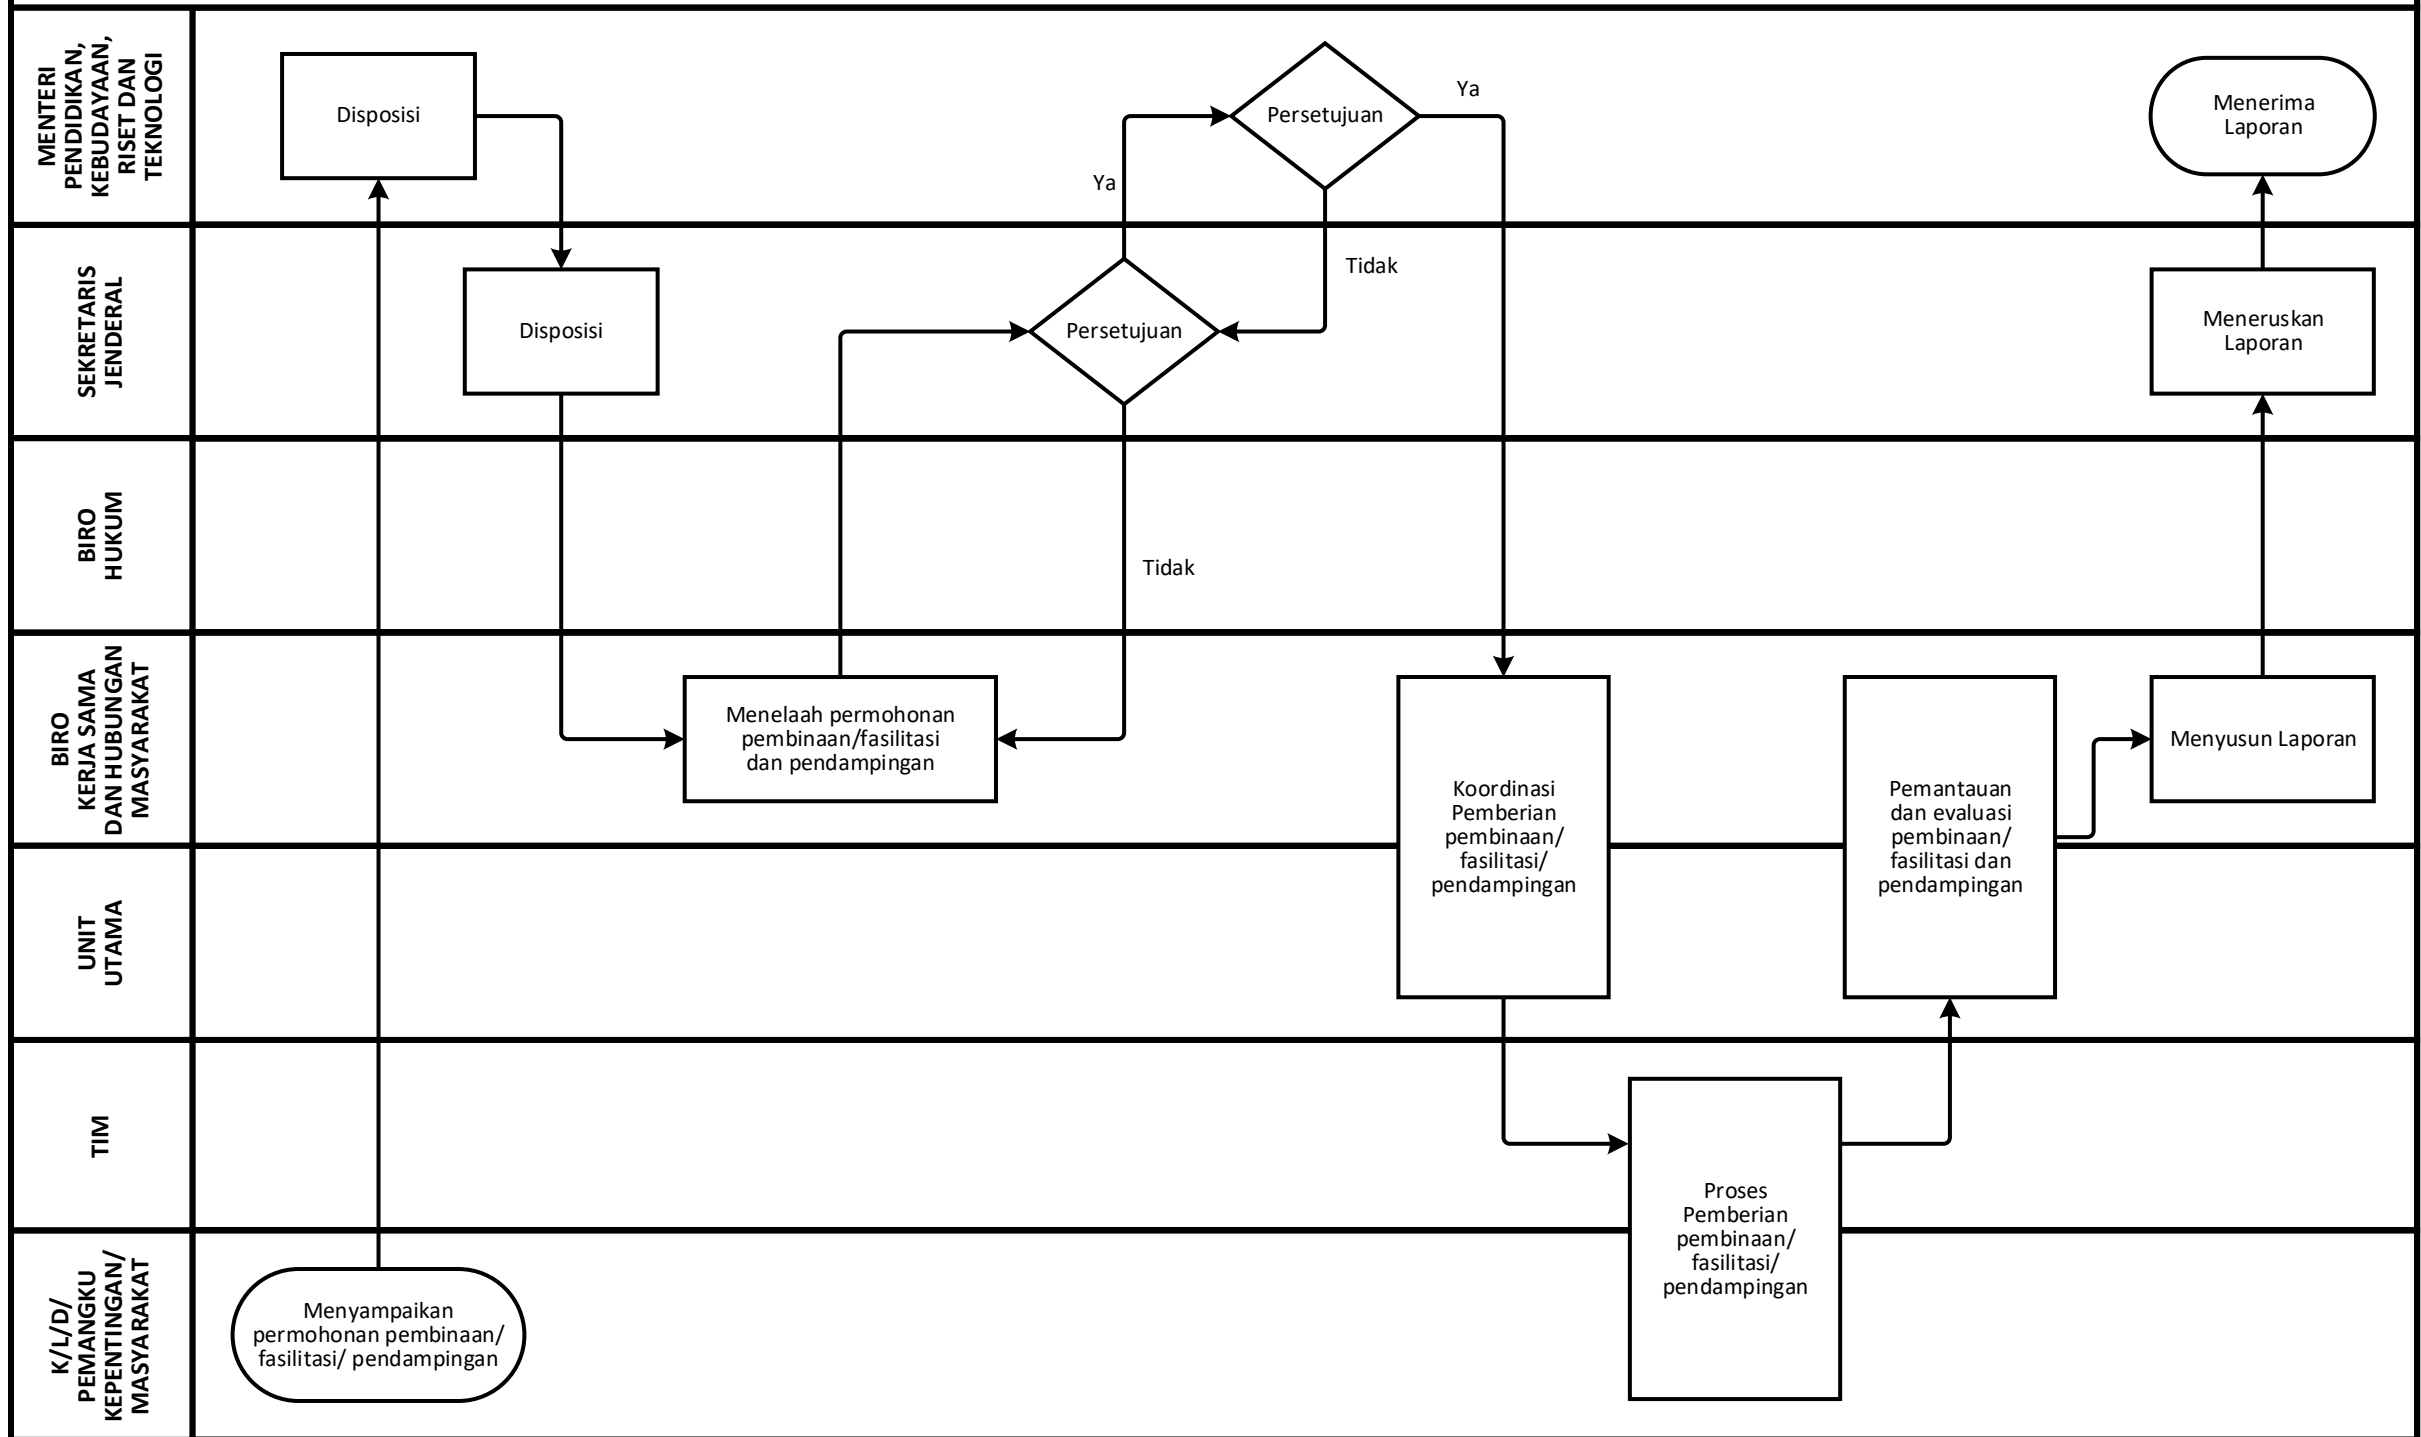 MENTERI
PENDIDIKAN,
KEBUDAYAAN,
RISET DAN
TEKNOLOGI
Disposisi
Persetujuan
Ya
Ya
Menerima
Laporan
SEKRETARIS
JENDERAL
Disposisi
Persetujuan
Tidak
Meneruskan
Laporan
BIRO
HUKUM
Tidak
BIRO
KERJA SAMA
DAN HUBUNGAN
MASYARAKAT
Menelaah permohonan
pembinaan/fasilitasi
dan pendampingan
Koordinasi
Pemberian
pembinaan/
fasilitasi/
pendampingan
Pemantauan
dan evaluasi
pembinaan/
fasilitasi dan
pendampingan
Menyusun Laporan
UNIT
UTAMA
TIM
Proses
Pemberian
pembinaan/
fasilitasi/
pendampingan
K/L/D/
PEMANGKU
KEPENTINGAN/
MASYARAKAT
Menyampaikan
permohonan pembinaan/
fasilitasi/ pendampingan